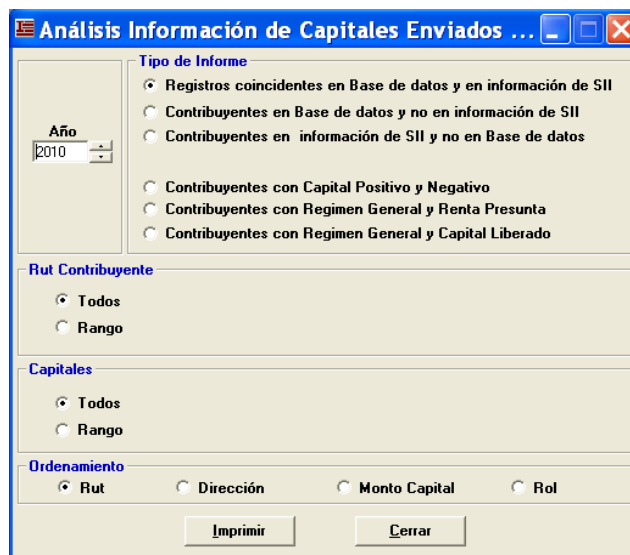 Análisis Información de Capitales Enviados ...
Tipo de Informe
Registros coincidentes en Base de datos y en información de SII
Contribuyentes en Base de datos y no en información de SII
Contribuyentes en información de SII y no en Base de datos
Año
2010
Contribuyentes con Capital Positivo y Negativo
Contribuyentes con Regimen General y Renta Presunta
Contribuyentes con Regimen General y Capital Liberado
Rut Contribuyente
Todos
Rango
Capitales
Todos
Rango
Ordenamiento
Rut Dirección Monto Capital Rol
Imprimir Cerrar